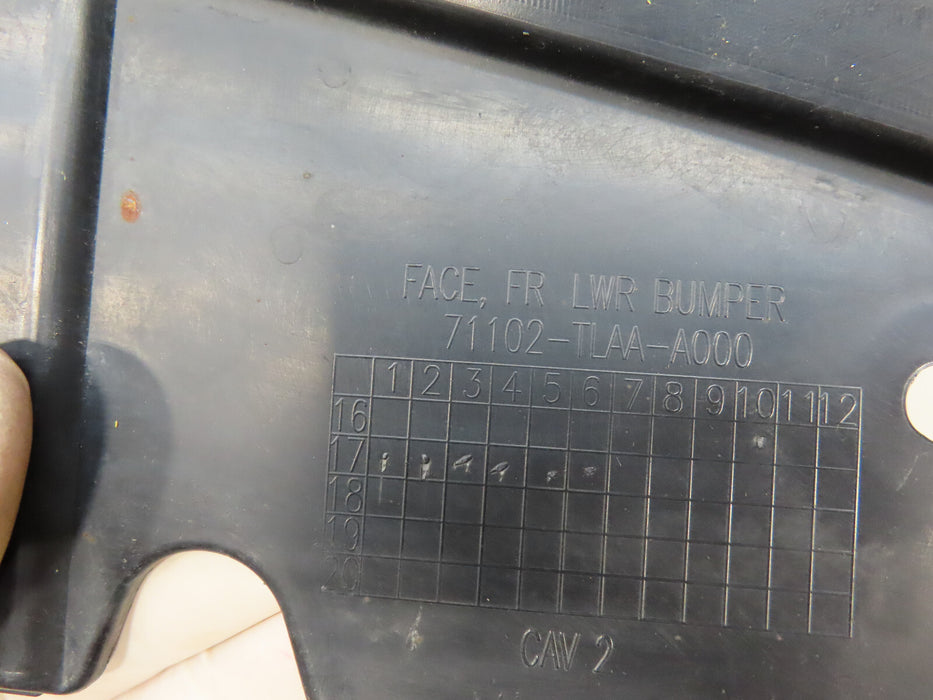 FACE, FR LWR BUMPER
71102-TLAA-A000
1 2 3 4 5 6 7 8 9 10 11 12
16
17
18
19
20
CAV 2